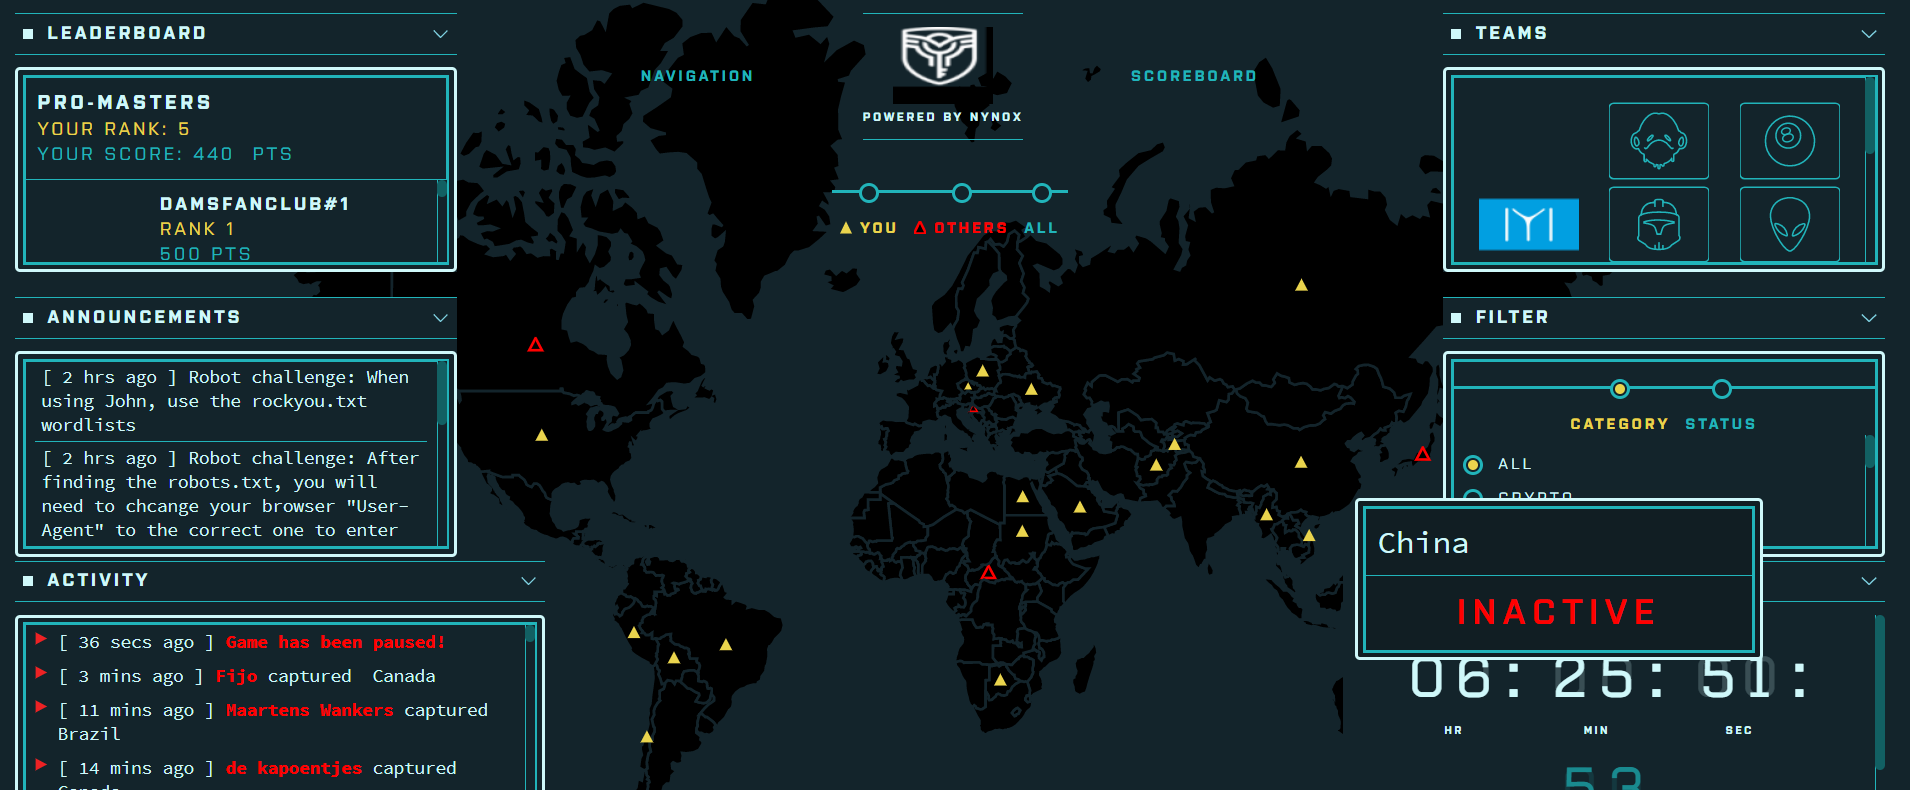 LEADERBOARD
PRO-MASTERS
YOUR RANK: 5
YOUR SCORE: 440 PTS
DAMSFANCLUB#1
RANK 1
500 PTS
ANNOUNCEMENTS
[ 2 hrs ago ] Robot challenge: When
using John, use the rockyou.txt
wordlists
[ 2 hrs ago ] Robot challenge: After
finding the robots.txt, you will
need to chcange your browser "User-
Agent" to the correct one to enter
ACTIVITY
[ 36 secs ago ] Game has been paused!
[ 3 mins ago ] Fijo captured Canada
[ 11 mins ago ] Maartens Wankers captured
Brazil
[ 14 mins ago ] de kapoentjes captured
Canada
NAVIGATION
POWERED BY NYNOX
SCOREBOARD
YOU OTHERS ALL
TEAMS
8
FILTER
CATEGORY STATUS
ALL
CRYPTO
China
INACTIVE
06: 25: 51:
HR MIN SEC
53